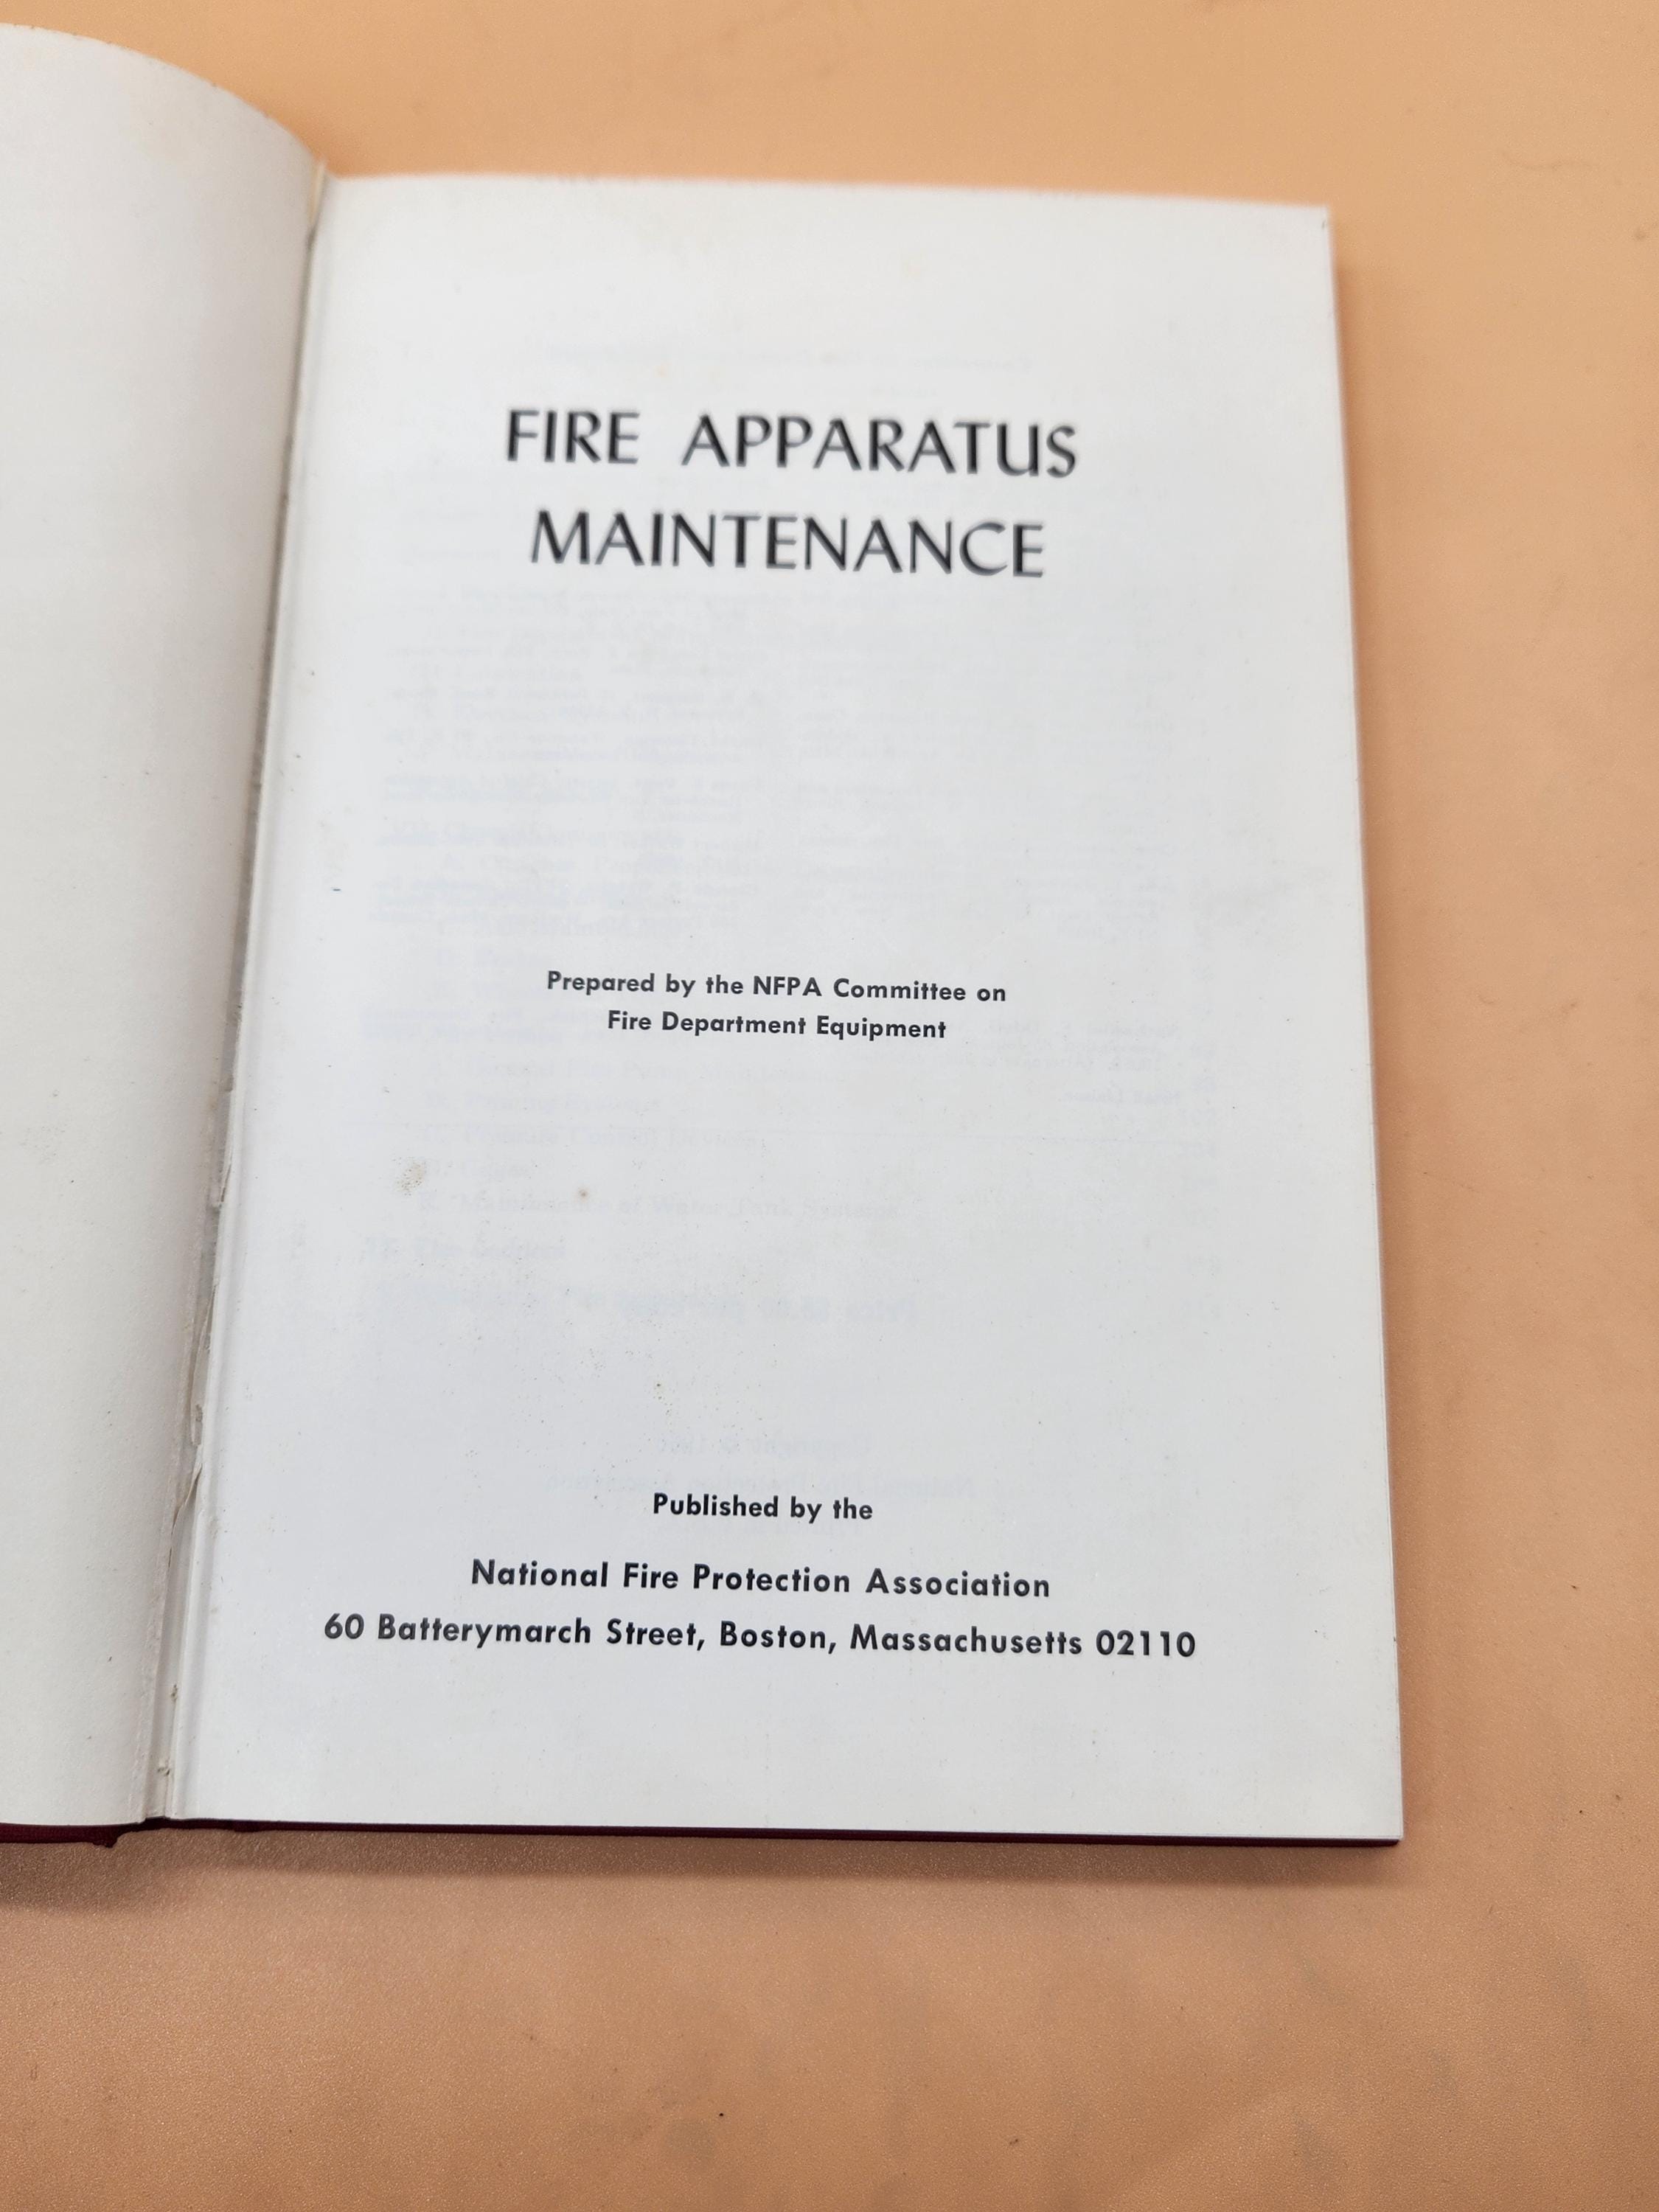 FIRE APPARATUS
MAINTENANCE
Prepared by the NFPA Committee on
Fire Department Equipment
Published by the
National Fire Protection Association
60 Batterymarch Street, Boston, Massachusetts 02110